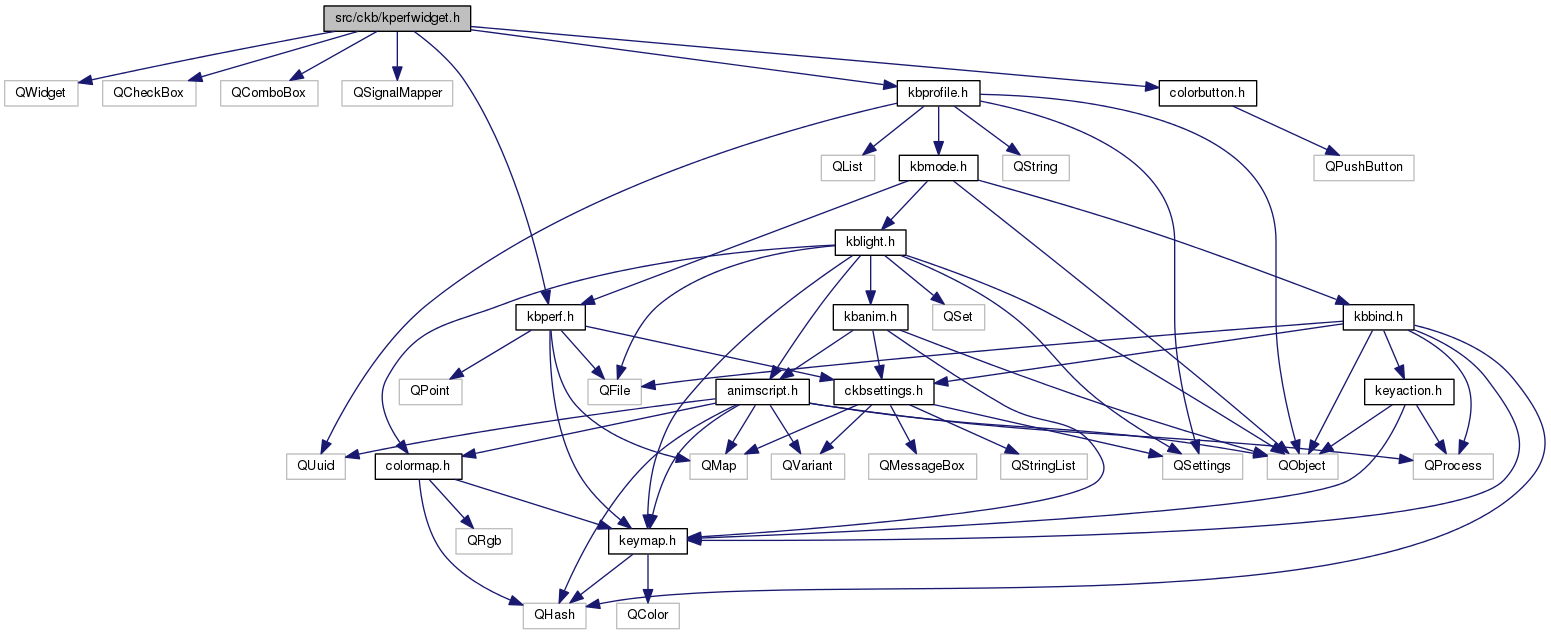 src/ckb/kperfwidget.h
QWidget
QCheckBox
QComboBox
QSignalMapper
kbprofile.h
colorbutton.h
QList
kbmode.h
QString
QPushButton
kblight.h
kbperf.h
kbanim.h
QSet
kbbind.h
QPoint
QFile
animscript.h
ckbsettings.h
keyaction.h
QUuid
colormap.h
QMap
QVariant
QMessageBox
QStringList
QSettings
QObject
QProcess
QRgb
keymap.h
QHash
QColor